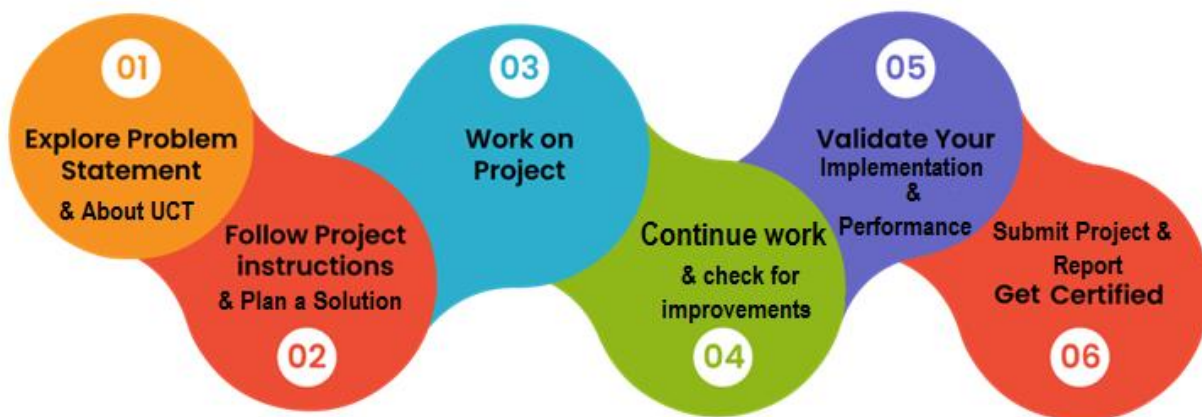 01
Explore Problem
Statement
& About UCT
Follow Project
instructions
& Plan a Solution
02
03
Work on
Project
Continue work
& check for
improvements
04
05
Validate Your
Implementation
&
Performance
Submit Project &
Report
Get Certified
06